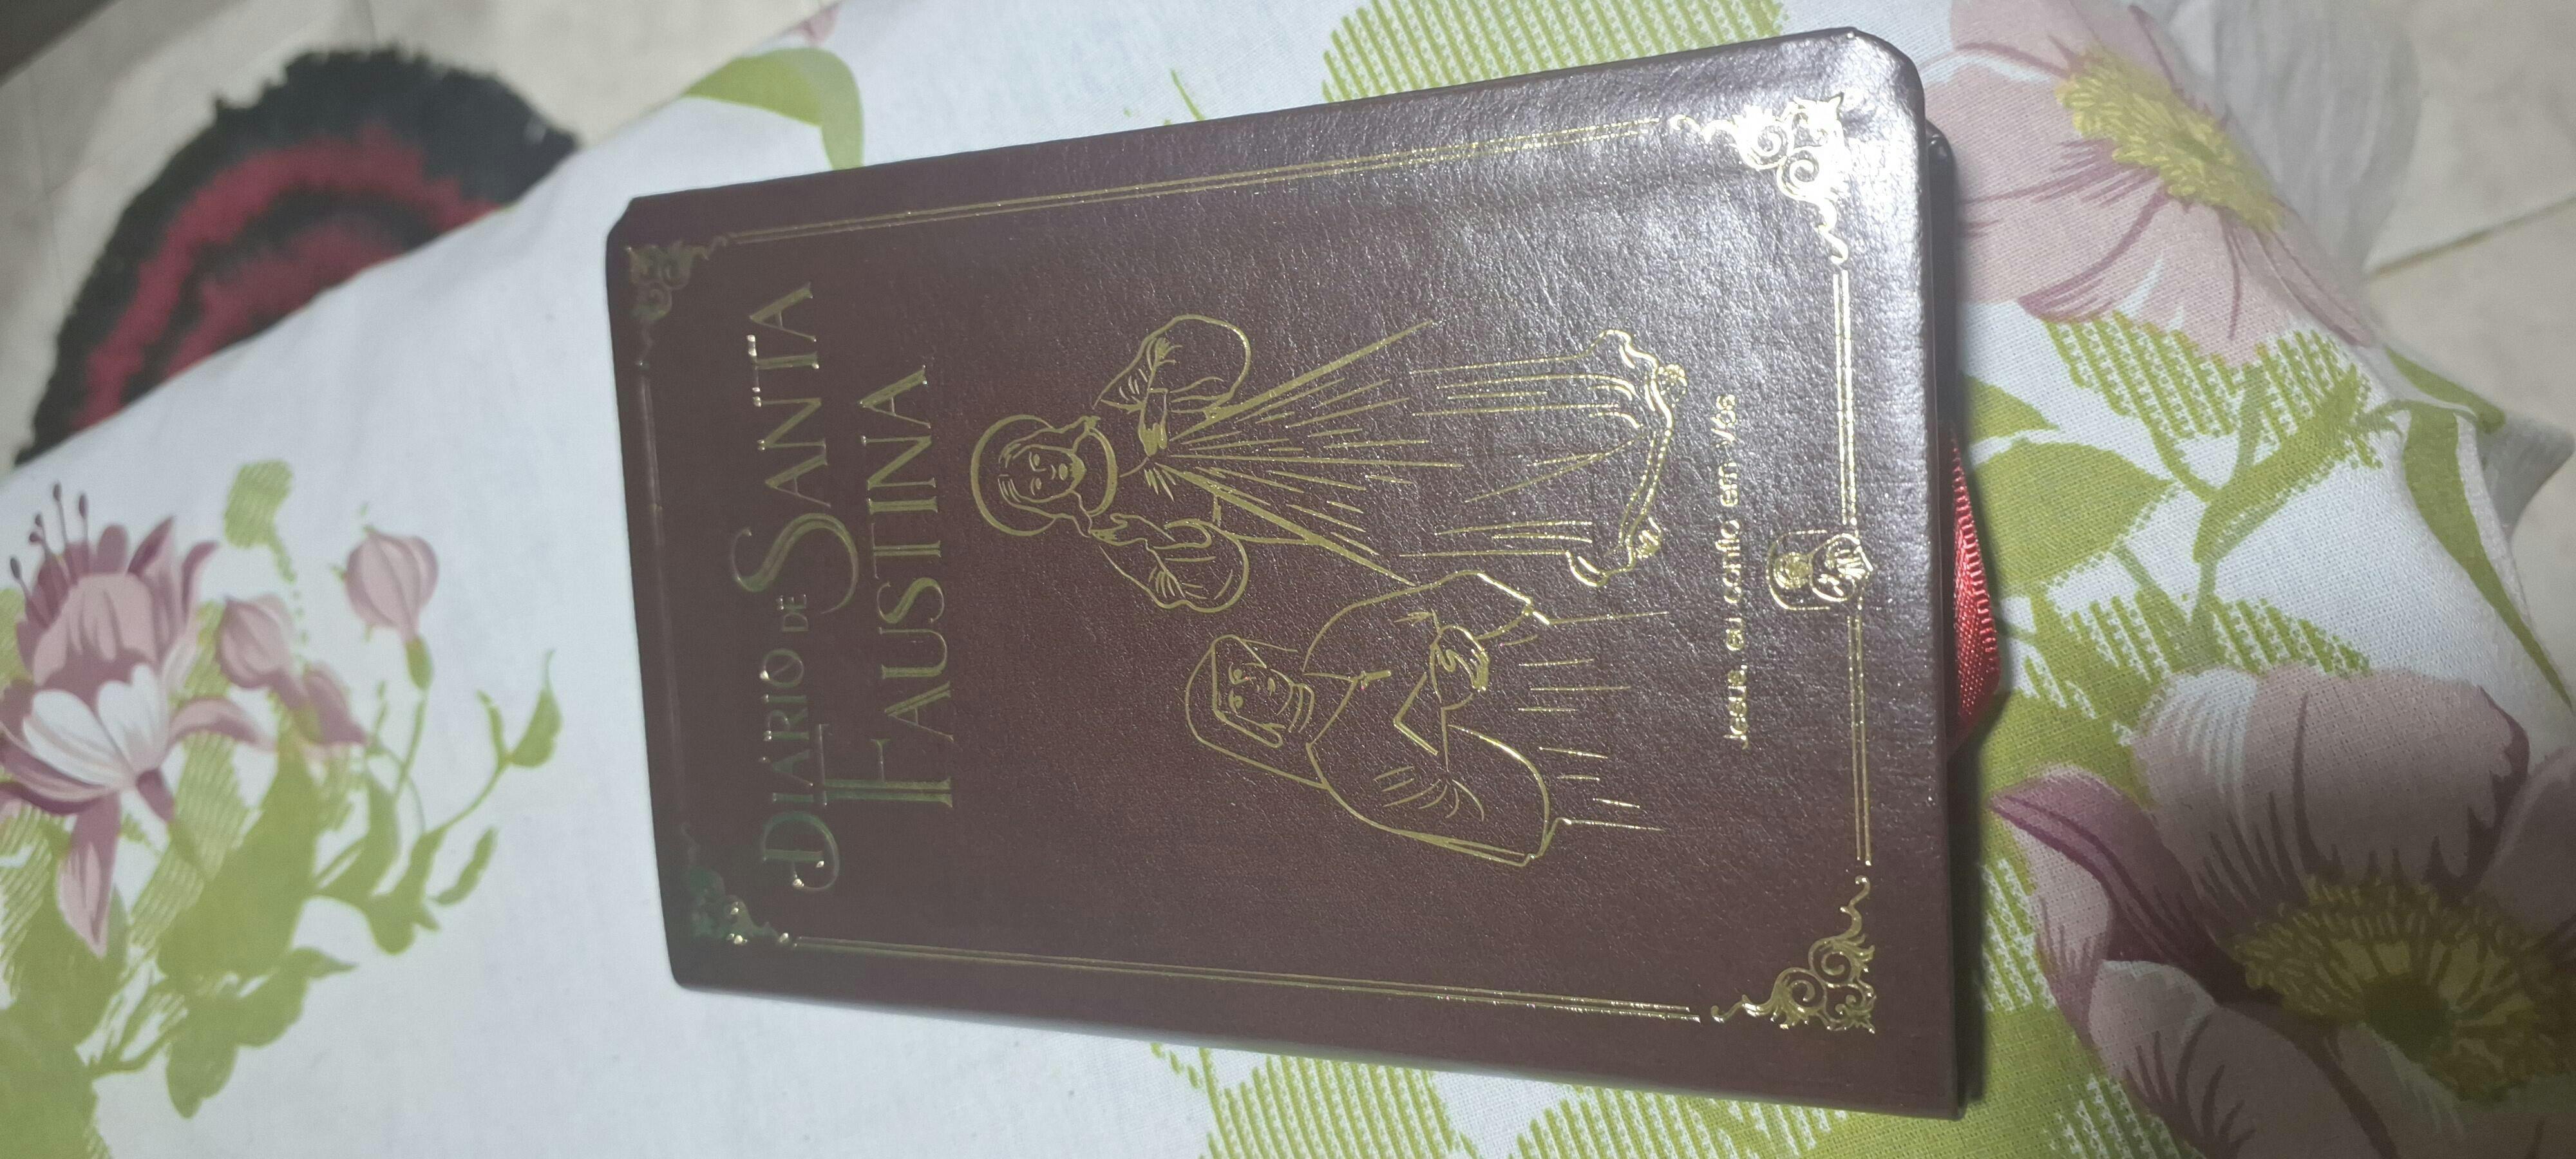 DIÁRIO DE SANTA
FAUSTINA
Jesus, eu confio em Vós